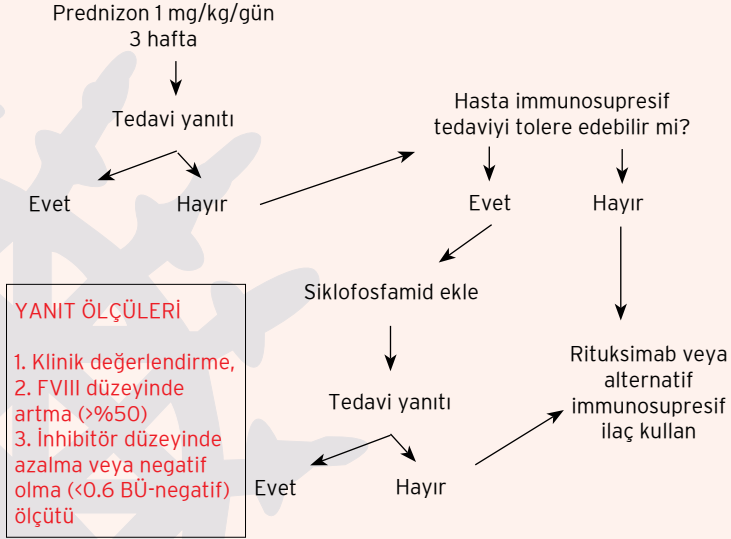 Prednizon 1 mg/kg/gün
3 hafta
Tedavi yanıtı
Evet
Hayır
Hasta immunosupresif
tedaviyi tolere edebilir mi?
Evet
Hayır
Siklofosfamid ekle
Tedavi yanıtı
Evet
Hayır
Rituksimab veya
alternatif
immunosupresif
ilaç kullan
YANIT ÖLÇÜLERİ
1. Klinik değerlendirme,
2. FVIII düzeyinde
artma (>%50)
3. İnhibitör düzeyinde
azalma veya negatif
olma (<0.6 BÜ-negatif)
ölçütü